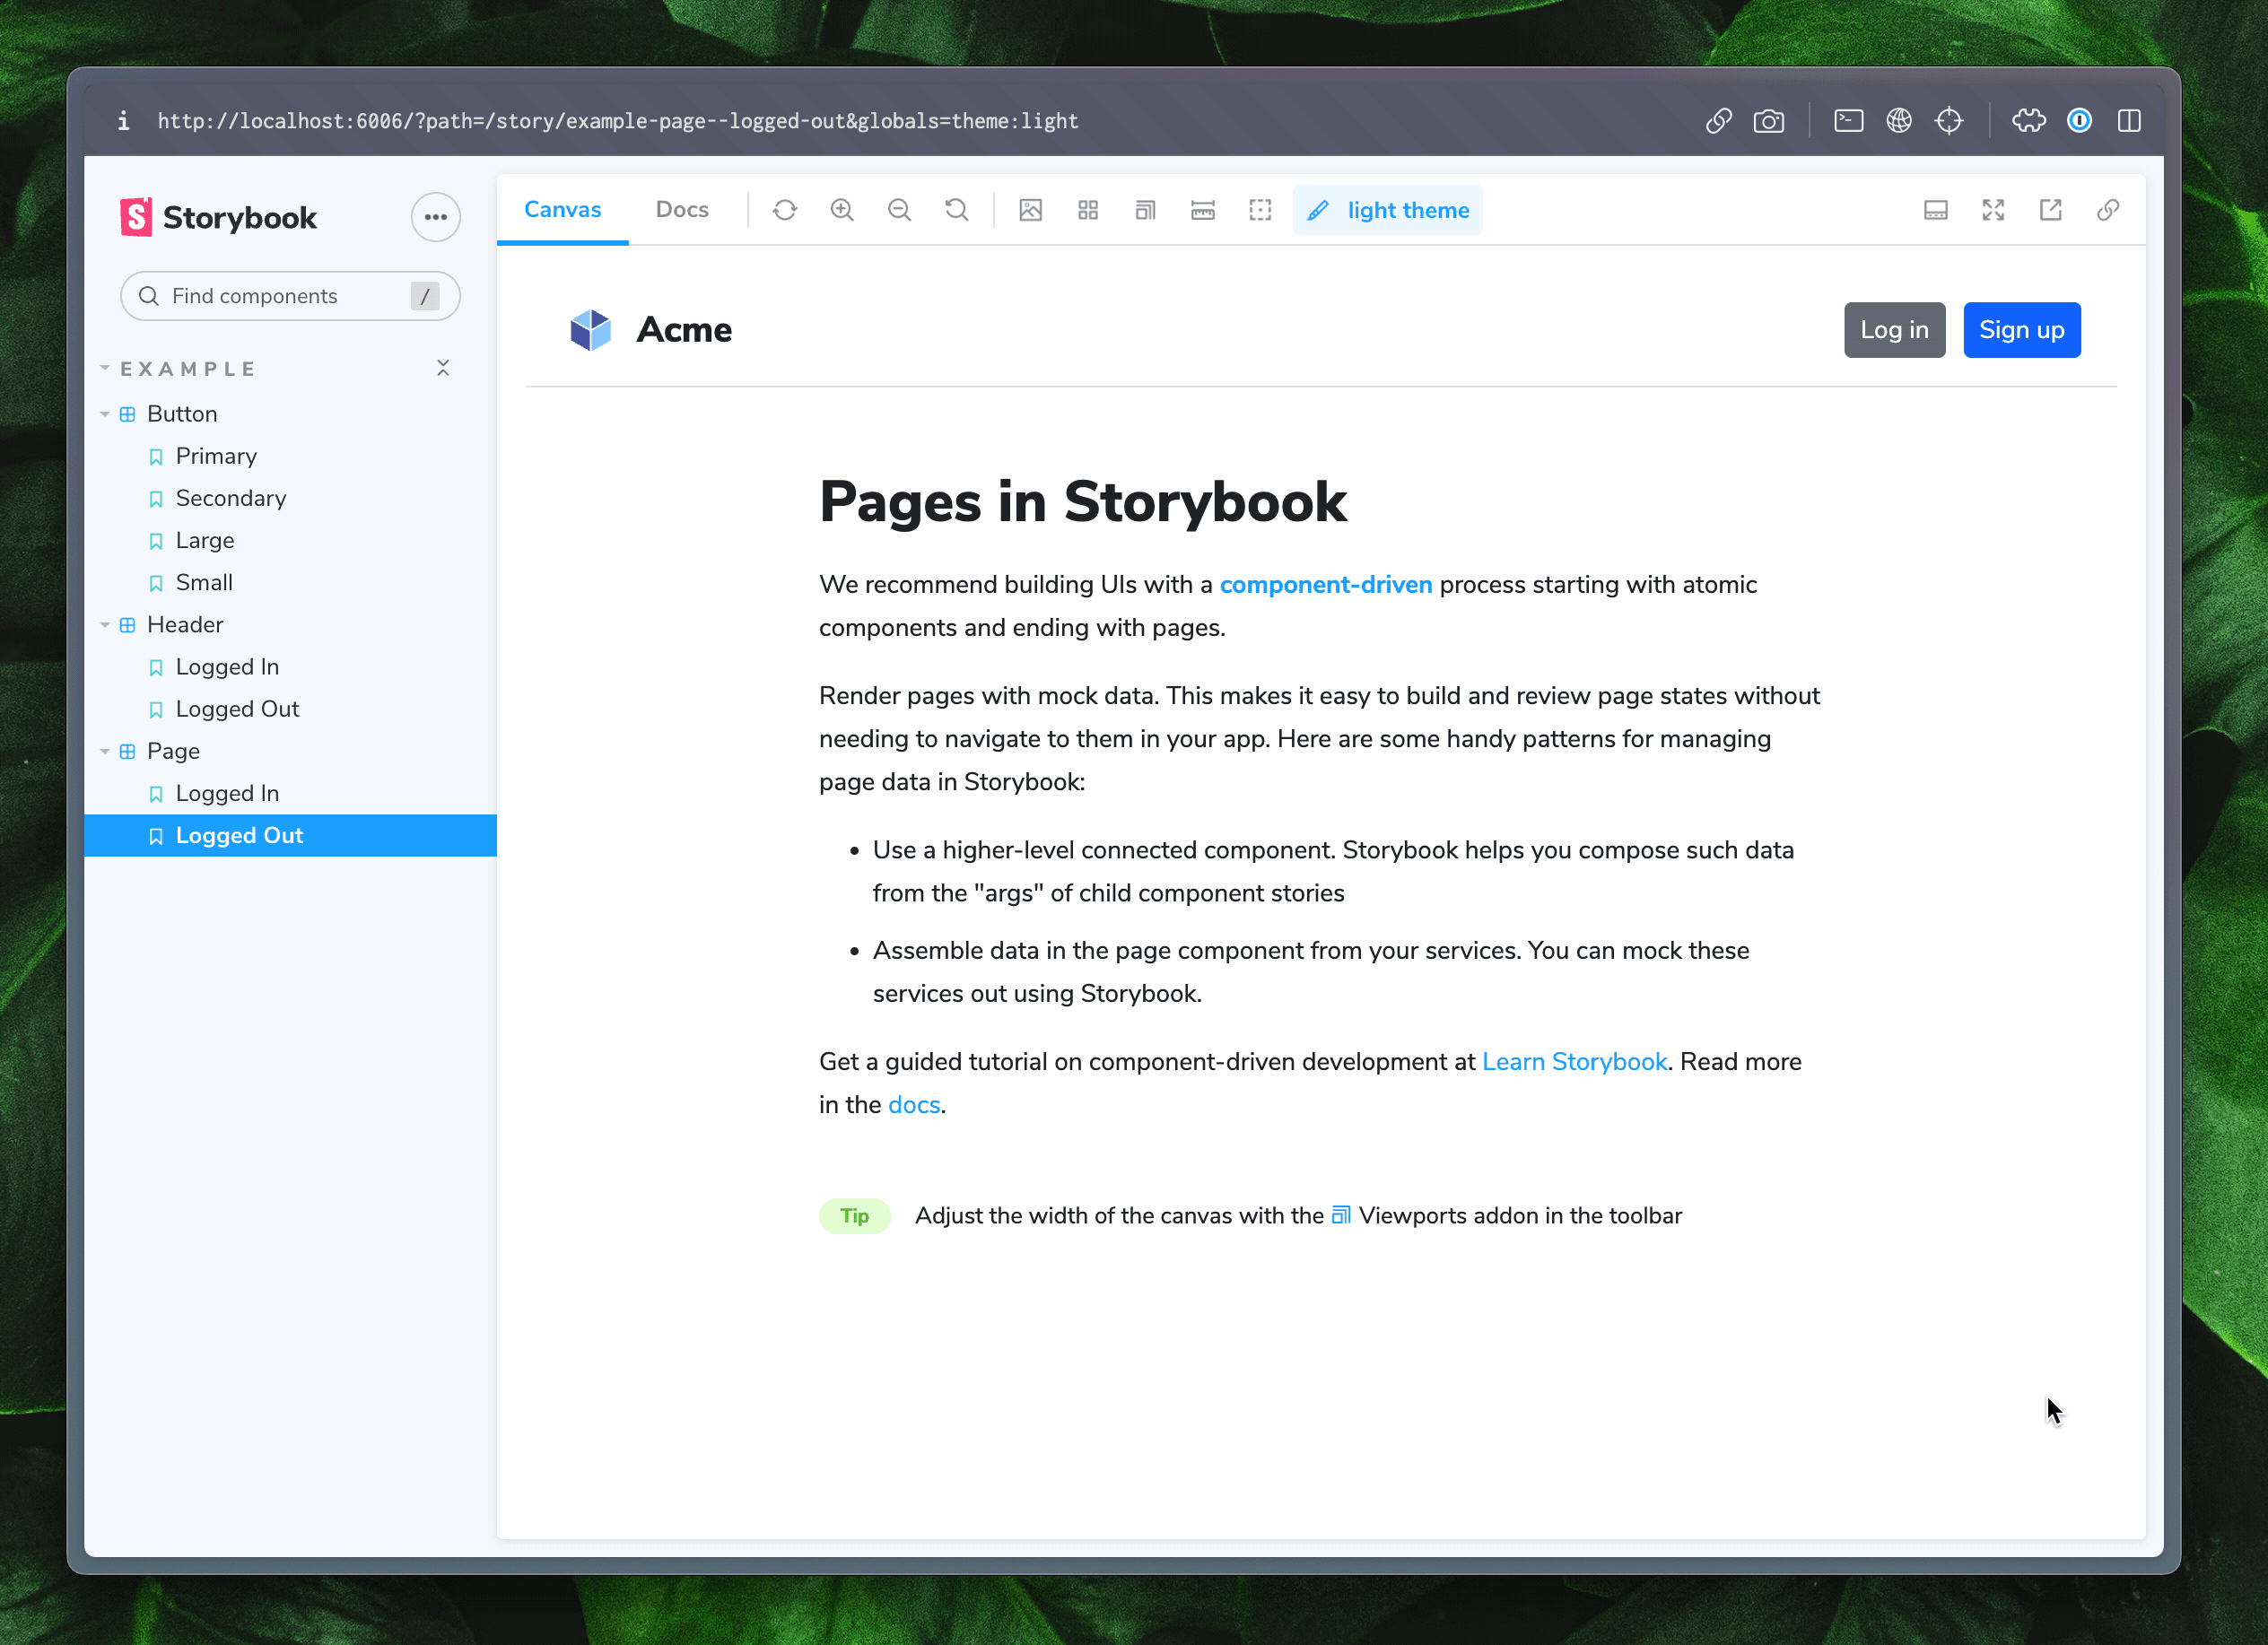 http://localhost:6006/?path=/story/example-page--logged-out&globals=theme:light
Storybook
Find components /
EXAMPLE
Button
Primary
Secondary
Large
Small
Header
Logged In
Logged Out
Page
Logged In
Logged Out
Canvas Docs light theme
Acme Log in Sign up
Pages in Storybook
We recommend building UIs with a component-driven process starting with atomic
components and ending with pages.
Render pages with mock data. This makes it easy to build and review page states without
needing to navigate to them in your app. Here are some handy patterns for managing
page data in Storybook:
• Use a higher-level connected component. Storybook helps you compose such data
from the "args" of child component stories
• Assemble data in the page component from your services. You can mock these
services out using Storybook.
Get a guided tutorial on component-driven development at Learn Storybook. Read more
in the docs.
Tip Adjust the width of the canvas with the Viewports addon in the toolbar